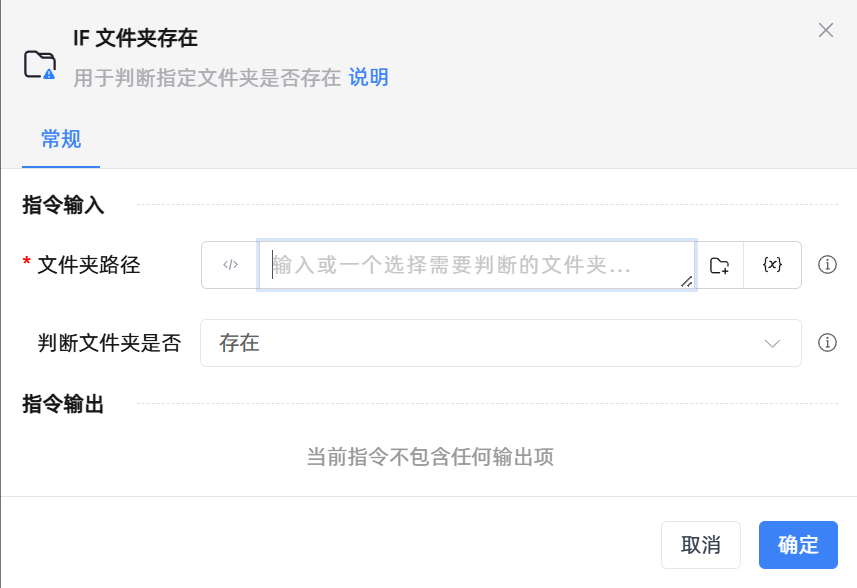 IF 文件夹存在
用于判断指定文件夹是否存在 说明
常规
指令输入
* 文件夹路径 </> 输入或一个选择需要判断的文件夹... {x}
判断文件夹是否 存在
指令输出
当前指令不包含任何输出项
取消 确定